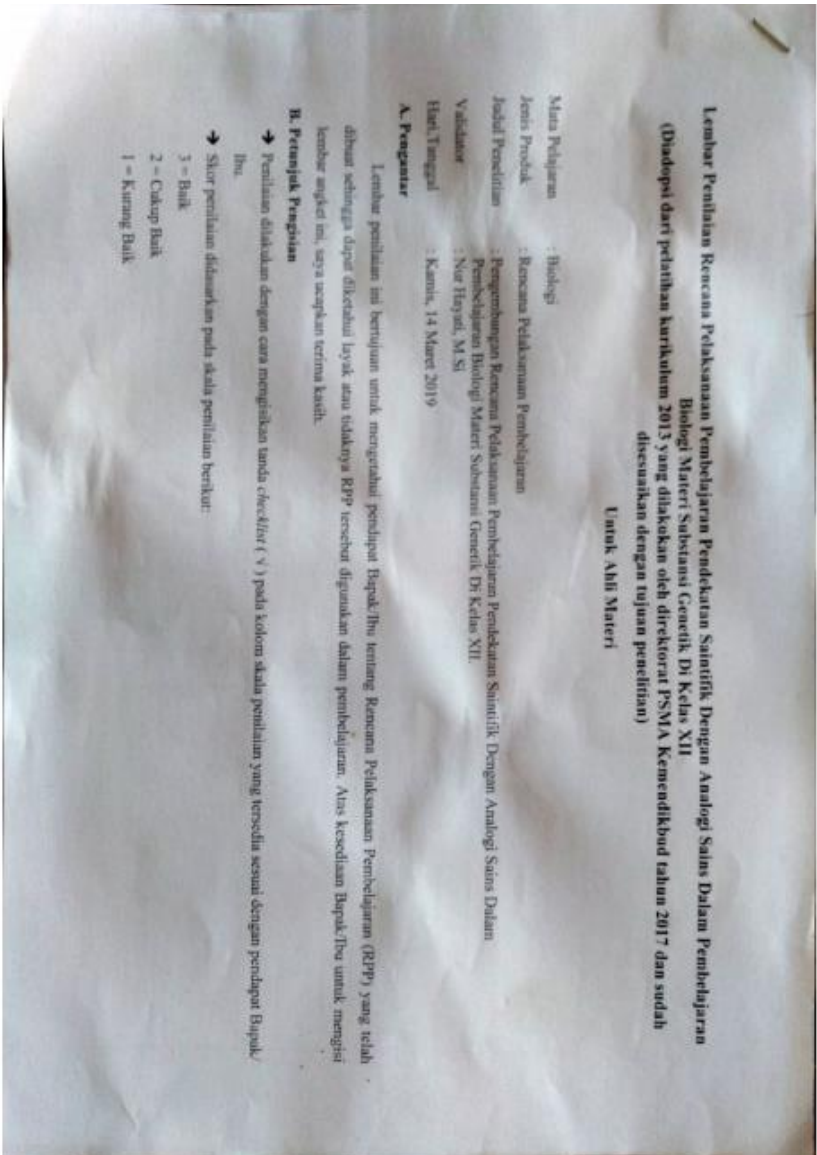 Lembar Penilaian Rencana Pelaksanaan Pembelajaran Pendekatan Saintifik Dengan Analogi Sains Dalam Pembelajaran
Biologi Materi Substansi Genetik Di Kelas XII
(Diadopsi dari pelatihan kurikulum 2013 yang dilakukan oleh direktorat PSMA Kemendikbud tahun 2017 dan sudah
disesuaikan dengan tujuan penelitian)
Untuk Ahli Materi
Mata Pelajaran : Biologi
Jenis Produk : Rencana Pelaksanaan Pembelajaran
Judul Penelitian : Pengembangan Rencana Pelaksanaan Pembelajaran Pendekatan Saintifik Dengan Analogi Sains Dalam
Pembelajaran Biologi Materi Substansi Genetik Di Kelas XII.
Validator : Nur Hayati, M.Si
Hari,Tanggal : Kamis, 14 Maret 2019
A. Pengantar
Lembar penilaian ini bertujuan untuk mengetahui pendapat Bapak/Ibu tentang Rencana Pelaksanaan Pembelajaran (RPP) yang telah
dibuat sehingga dapat diketahui layak atau tidaknya RPP tersebut digunakan dalam pembelajaran. Atas kesediaan Bapak/Ibu untuk mengisi
lembar angket ini, saya ucapkan terima kasih.
B. Petunjuk Pengisian
➔ Penilaian dilakukan dengan cara mengisikan tanda checklist ( √ ) pada kolom skala penilaian yang tersedia sesuai dengan pendapat Bapak/
Ibu.
➔ Skor penilaian didasarkan pada skala penilaian berikut:
3 = Baik
2 = Cukup Baik
1 = Kurang Baik